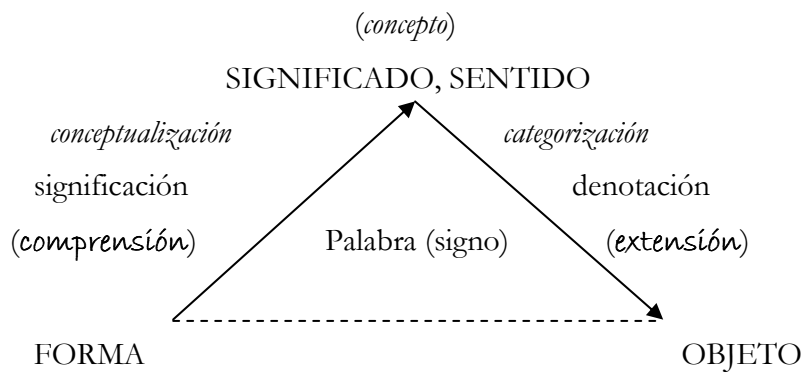 (concepto)
SIGNIFICADO, SENTIDO
conceptualización categorización
significación denotación
(comprensión) Palabra (signo) (extensión)
FORMA OBJETO